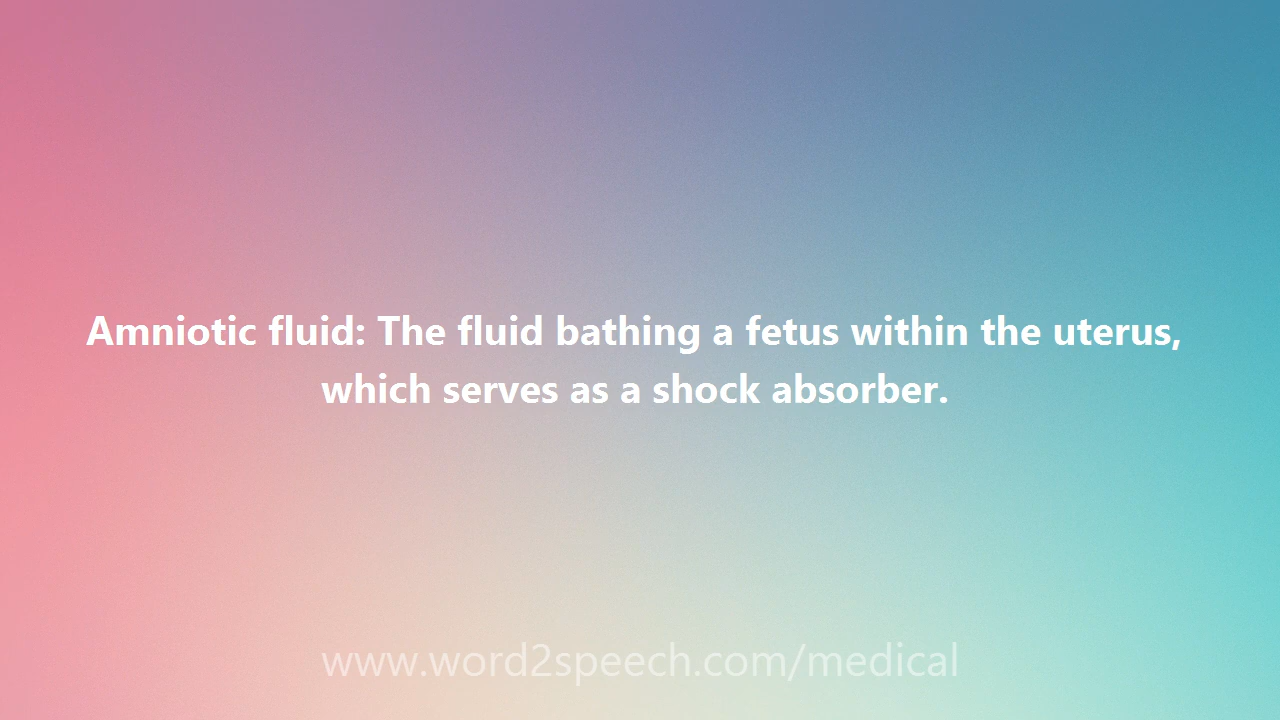 Amniotic fluid: The fluid bathing a fetus within the uterus,
which serves as a shock absorber.
www.word2speech.com/medical